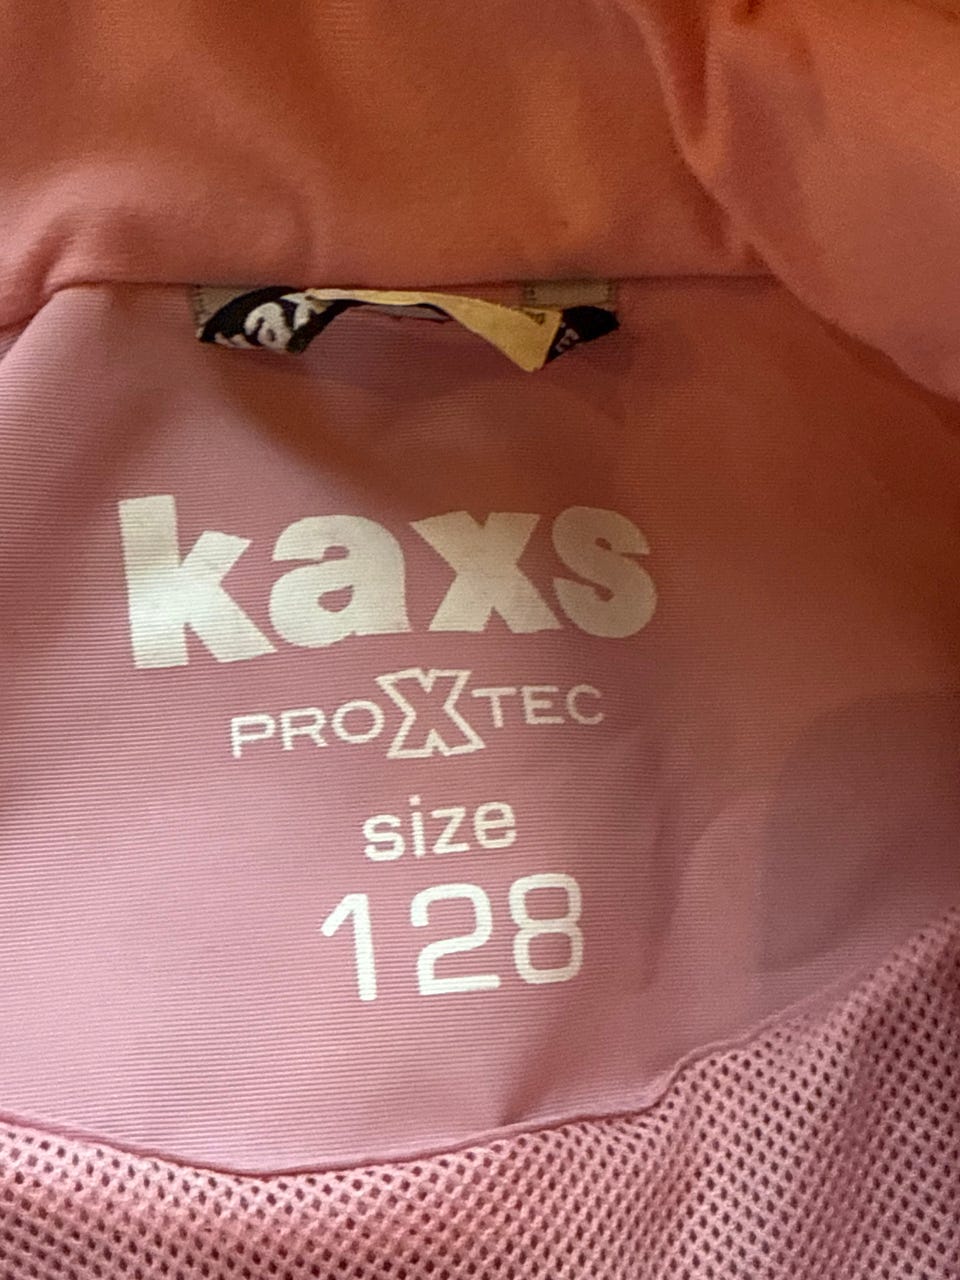 kaxs
PROXTEC
size
128